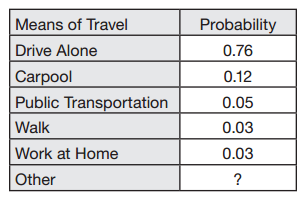 Means of Travel Probability
Drive Alone 0.76
Carpool 0.12
Public Transportation 0.05
Walk 0.03
Work at Home 0.03
Other ?